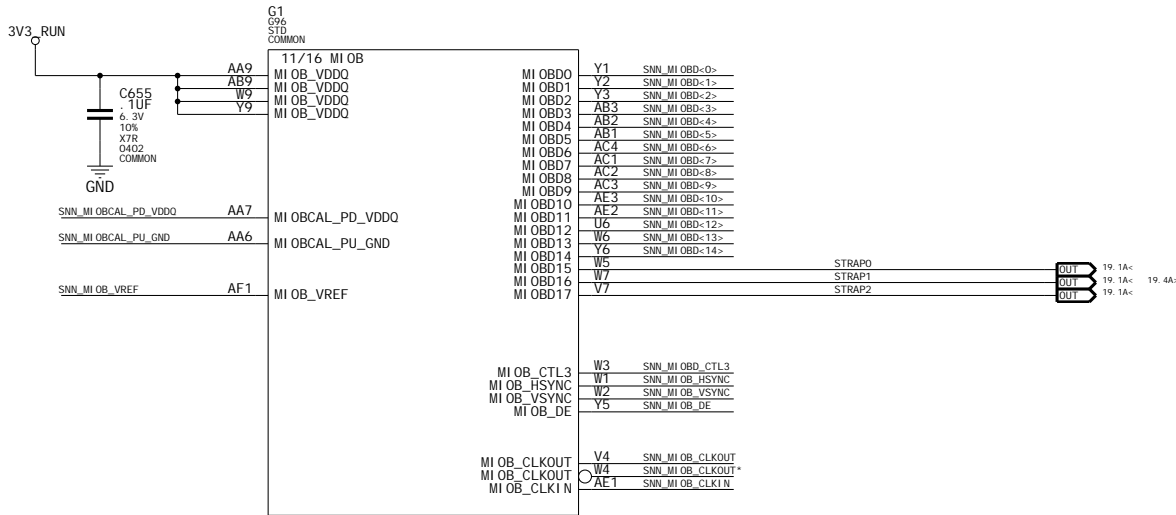 3V3_RUN
G1
G96
STD
COMMON
11/16 MIOB
AA9 MIOB_VDDQ
AB9 MIOB_VDDQ
W9 MIOB_VDDQ
Y9 MIOB_VDDQ
C655
.1UF
6.3V
10%
X7R
0402
COMMON
GND
SNN_MIOBCAL_PD_VDDQ AA7 MIOBCAL_PD_VDDQ
SNN_MIOBCAL_PU_GND AA6 MIOBCAL_PU_GND
SNN_MIOB_VREF AF1 MIOB_VREF
MIOBD0 Y1 SNN_MIOBD<0>
MIOBD1 Y2 SNN_MIOBD<1>
MIOBD2 Y3 SNN_MIOBD<2>
MIOBD3 AB3 SNN_MIOBD<3>
MIOBD4 AB2 SNN_MIOBD<4>
MIOBD5 AB1 SNN_MIOBD<5>
MIOBD6 AC4 SNN_MIOBD<6>
MIOBD7 AC1 SNN_MIOBD<7>
MIOBD8 AC2 SNN_MIOBD<8>
MIOBD9 AC3 SNN_MIOBD<9>
MIOBD10 AE3 SNN_MIOBD<10>
MIOBD11 AE2 SNN_MIOBD<11>
MIOBD12 U6 SNN_MIOBD<12>
MIOBD13 W6 SNN_MIOBD<13>
MIOBD14 Y6 SNN_MIOBD<14>
MIOBD15 W5 STRAP0 OUT 19.1A<
MIOBD16 W7 STRAP1 OUT 19.1A< 19.4A>
MIOBD17 V7 STRAP2 OUT 19.1A<
MIOB_CTL3 W3 SNN_MIOBD_CTL3
MIOB_HSYNC W1 SNN_MIOB_HSYNC
MIOB_VSYNC W2 SNN_MIOB_VSYNC
MIOB_DE Y5 SNN_MIOB_DE
MIOB_CLKOUT V4 SNN_MIOB_CLKOUT
MIOB_CLKOUT W4 SNN_MIOB_CLKOUT*
MIOB_CLKIN AE1 SNN_MIOB_CLKIN